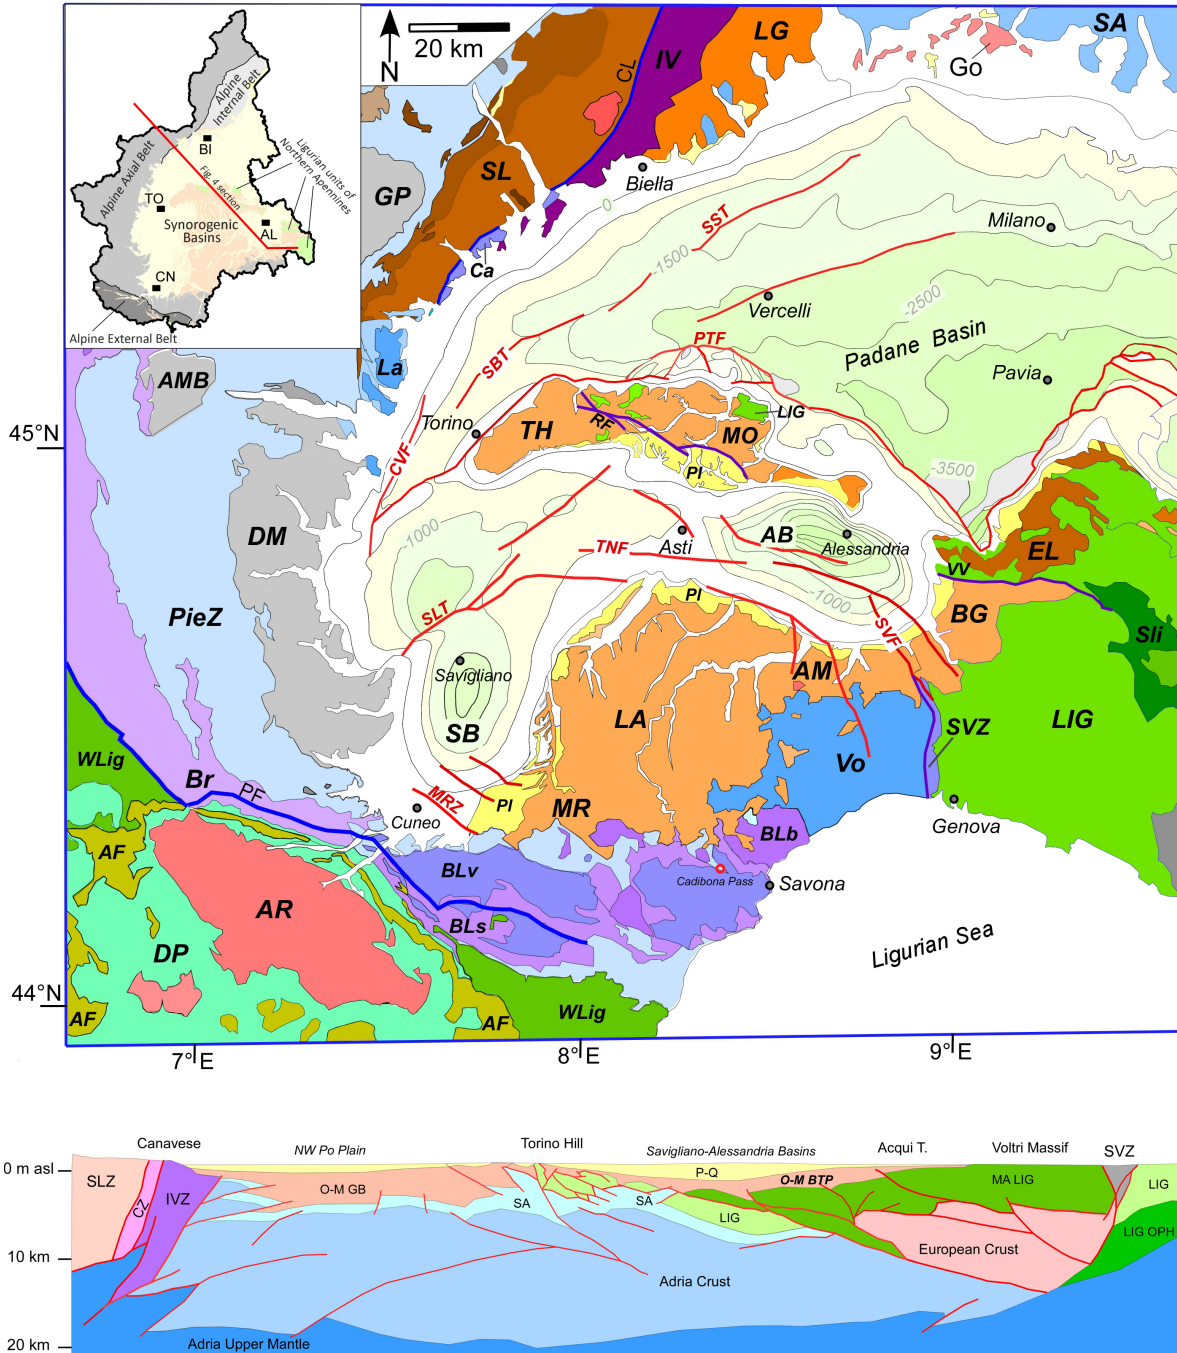 Alpine
Internal Belt
Alpine Axial Belt
BI
Ligurian units of
Northern Apennines
Fig. 4 section
TO
Synorogenic
Basins
AL
CN
Alpine External Belt
N
20 km
CL
IV
LG
SA
Go
SL
GP
Biella
0
Ca
SST
Milano
-1500
Vercelli
-2500
Padane Basin
PTF
SBT
La
AMB
Pavia
45°N
Torino
TH
RF
MO
LIG
PI
CVF
-3500
-1000
DM
AB
Asti
Alessandria
TNF
EL
VV
PieZ
SLT
PI
-1000
BG
SVF
Sli
Savigliano
AM
SB
LA
SVZ
LIG
WLig
Vo
Br
PF
MRZ
PI
MR
Cuneo
Genova
BLb
AF
BLv
Cadibona Pass
Savona
AR
BLs
DP
Ligurian Sea
44°N
AF
AF
WLig
7°E
8°E
9°E
Canavese
NW Po Plain
Torino Hill
Savigliano-Alessandria Basins
Acqui T.
Voltri Massif
SVZ
0 m asl
SLZ
CZ
IVZ
O-M GB
SA
SA
P-Q
O-M BTP
MA LIG
LIG
LIG
LIG OPH
10 km
European Crust
Adria Crust
20 km
Adria Upper Mantle